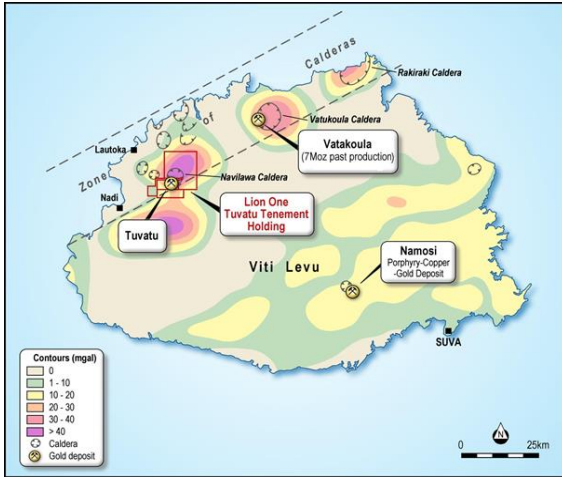 Zone of Calderas
Rakiraki Caldera
Vatukoula Caldera
Lautoka
Vatakoula
(7Moz past production)
Navilawa Caldera
Nadi
Tuvatu
Lion One
Tuvatu Tenement
Holding
Namosi
Porphyry-Copper
-Gold Deposit
Viti Levu
SUVA
Contours (mgal)
0
1 - 10
10 - 20
20 - 30
30 - 40
> 40
Caldera
Gold deposit
N
0 25km